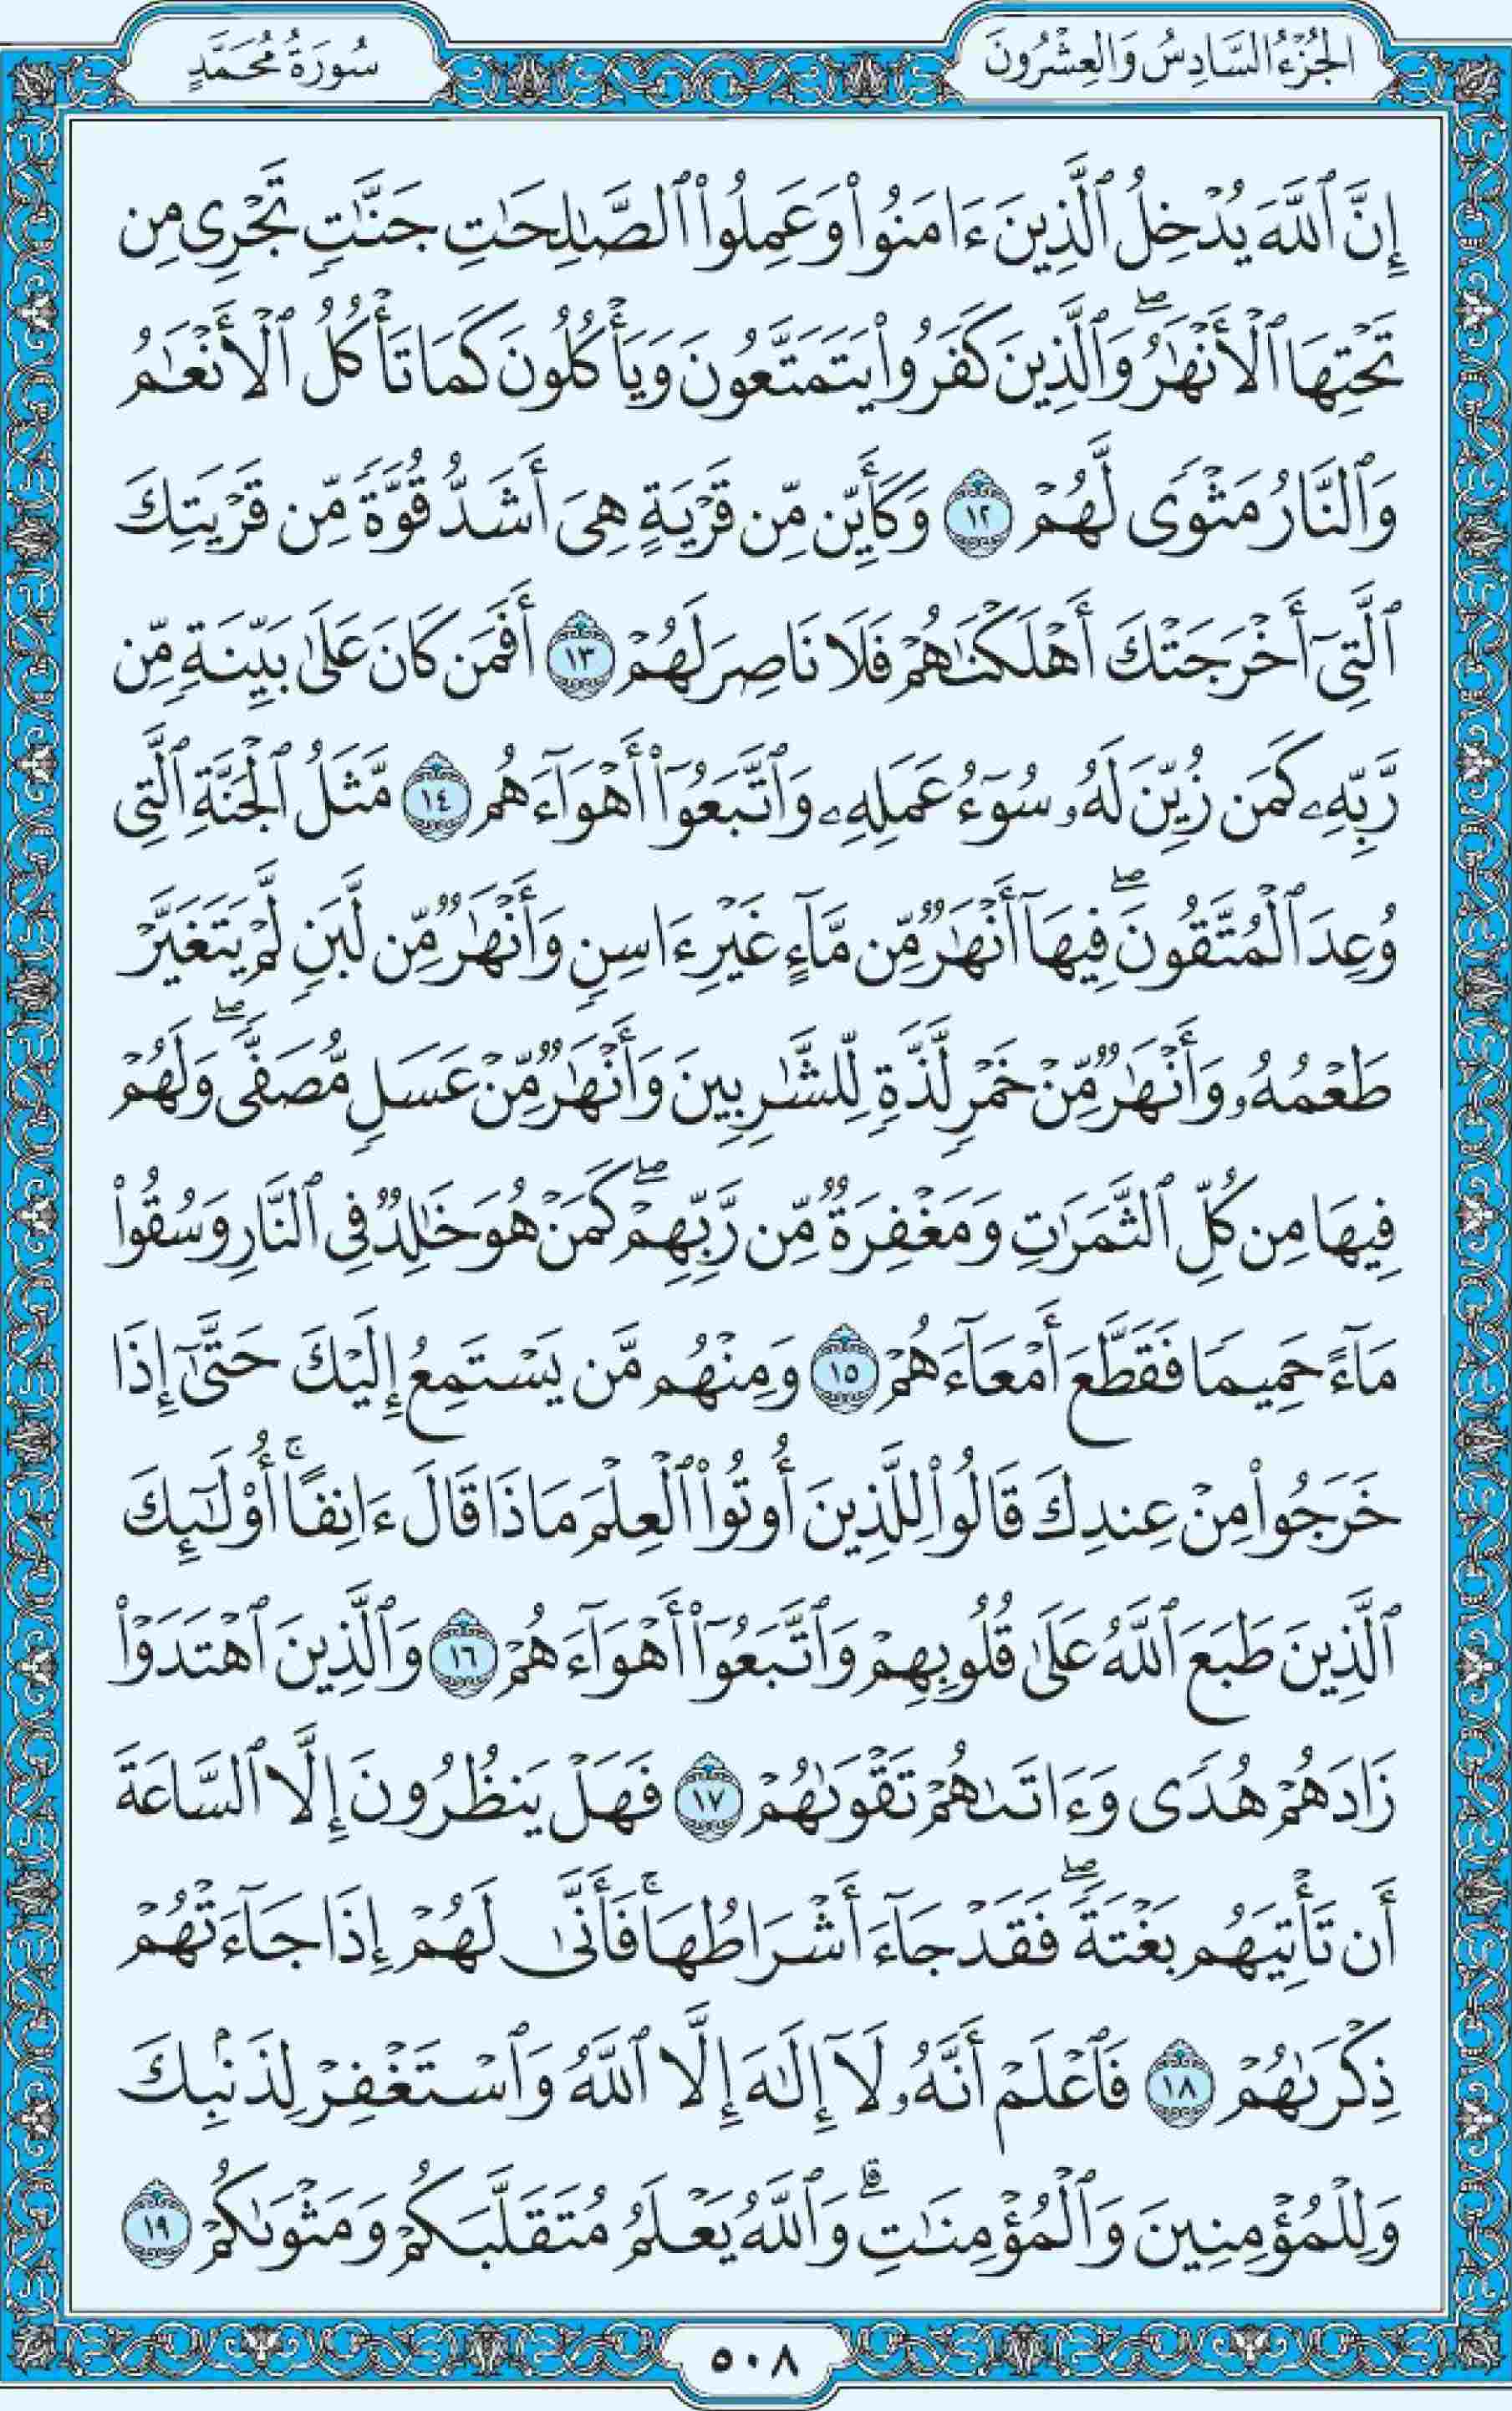 الجُزْءُ السَّادِسُ وَالعِشْرُونَ
سُورَةُ مُحَمَّدٍ
إِنَّ ٱللَّهَ يُدْخِلُ ٱلَّذِينَ ءَامَنُوا۟ وَعَمِلُوا۟ ٱلصَّـٰلِحَـٰتِ جَنَّـٰتٍ تَجْرِى مِن
تَحْتِهَا ٱلْأَنْهَـٰرُ ۖ وَٱلَّذِينَ كَفَرُوا۟ يَتَمَتَّعُونَ وَيَأْكُلُونَ كَمَا تَأْكُلُ ٱلْأَنْعَـٰمُ
وَٱلنَّارُ مَثْوًى لَّهُمْ ١٢ وَكَأَيِّن مِّن قَرْيَةٍ هِىَ أَشَدُّ قُوَّةً مِّن قَرْيَتِكَ
ٱلَّتِىٓ أَخْرَجَتْكَ أَهْلَكْنَـٰهُمْ فَلَا نَاصِرَ لَهُمْ ١٣ أَفَمَن كَانَ عَلَىٰ بَيِّنَةٍ مِّن
رَّبِّهِۦ كَمَن زُيِّنَ لَهُۥ سُوٓءُ عَمَلِهِۦ وَٱتَّبَعُوٓا۟ أَهْوَآءَهُم ١٤ مَّثَلُ ٱلْجَنَّةِ ٱلَّتِى
وُعِدَ ٱلْمُتَّقُونَ ۖ فِيهَآ أَنْهَـٰرٌ مِّن مَّآءٍ غَيْرِ ءَاسِنٍ وَأَنْهَـٰرٌ مِّن لَّبَنٍ لَّمْ يَتَغَيَّرْ
طَعْمُهُۥ وَأَنْهَـٰرٌ مِّنْ خَمْرٍ لَّذَّةٍ لِّلشَّـٰرِبِينَ وَأَنْهَـٰرٌ مِّنْ عَسَلٍ مُّصَفًّى ۖ وَلَهُمْ
فِيهَا مِن كُلِّ ٱلثَّمَرَٰتِ وَمَغْفِرَةٌ مِّن رَّبِّهِمْ ۖ كَمَنْ هُوَ خَـٰلِدٌ فِى ٱلنَّارِ وَسُقُوا۟
مَآءً حَمِيمًا فَقَطَّعَ أَمْعَآءَهُمْ ١٥ وَمِنْهُم مَّن يَسْتَمِعُ إِلَيْكَ حَتَّىٰٓ إِذَا
خَرَجُوا۟ مِنْ عِندِكَ قَالُوا۟ لِلَّذِينَ أُوتُوا۟ ٱلْعِلْمَ مَاذَا قَالَ ءَانِفًا ۚ أُو۟لَـٰٓئِكَ
ٱلَّذِينَ طَبَعَ ٱللَّهُ عَلَىٰ قُلُوبِهِمْ وَٱتَّبَعُوٓا۟ أَهْوَآءَهُمْ ١٦ وَٱلَّذِينَ ٱهْتَدَوْا۟
زَادَهُمْ هُدًى وَءَاتَىٰهُمْ تَقْوَىٰهُمْ ١٧ فَهَلْ يَنظُرُونَ إِلَّا ٱلسَّاعَةَ
أَن تَأْتِيَهُم بَغْتَةً ۖ فَقَدْ جَآءَ أَشْرَاطُهَا ۚ فَأَنَّىٰ لَهُمْ إِذَا جَآءَتْهُمْ
ذِكْرَىٰهُمْ ١٨ فَٱعْلَمْ أَنَّهُۥ لَآ إِلَـٰهَ إِلَّا ٱللَّهُ وَٱسْتَغْفِرْ لِذَنۢبِكَ
وَلِلْمُؤْمِنِينَ وَٱلْمُؤْمِنَـٰتِ ۗ وَٱللَّهُ يَعْلَمُ مُتَقَلَّبَكُمْ وَمَثْوَىٰكُمْ ١٩
٥٠٨